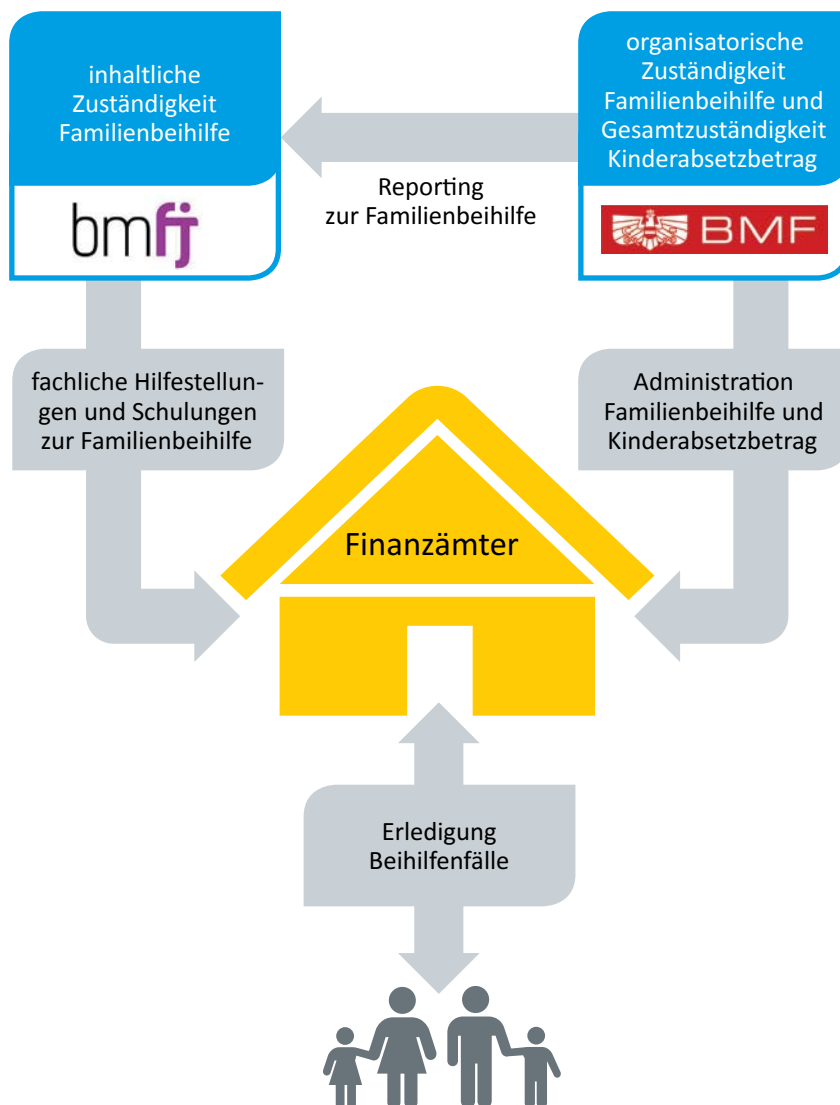 inhaltliche
Zuständigkeit
Familienbeihilfe
bmfj
organisatorische
Zuständigkeit
Familienbeihilfe und
Gesamtzuständigkeit
Kinderabsetzbetrag
BMF
Reporting
zur Familienbeihilfe
fachliche Hilfestellun-
gen und Schulungen
zur Familienbeihilfe
Administration
Familienbeihilfe und
Kinderabsetzbetrag
Finanzämter
Erledigung
Beihilfenfälle